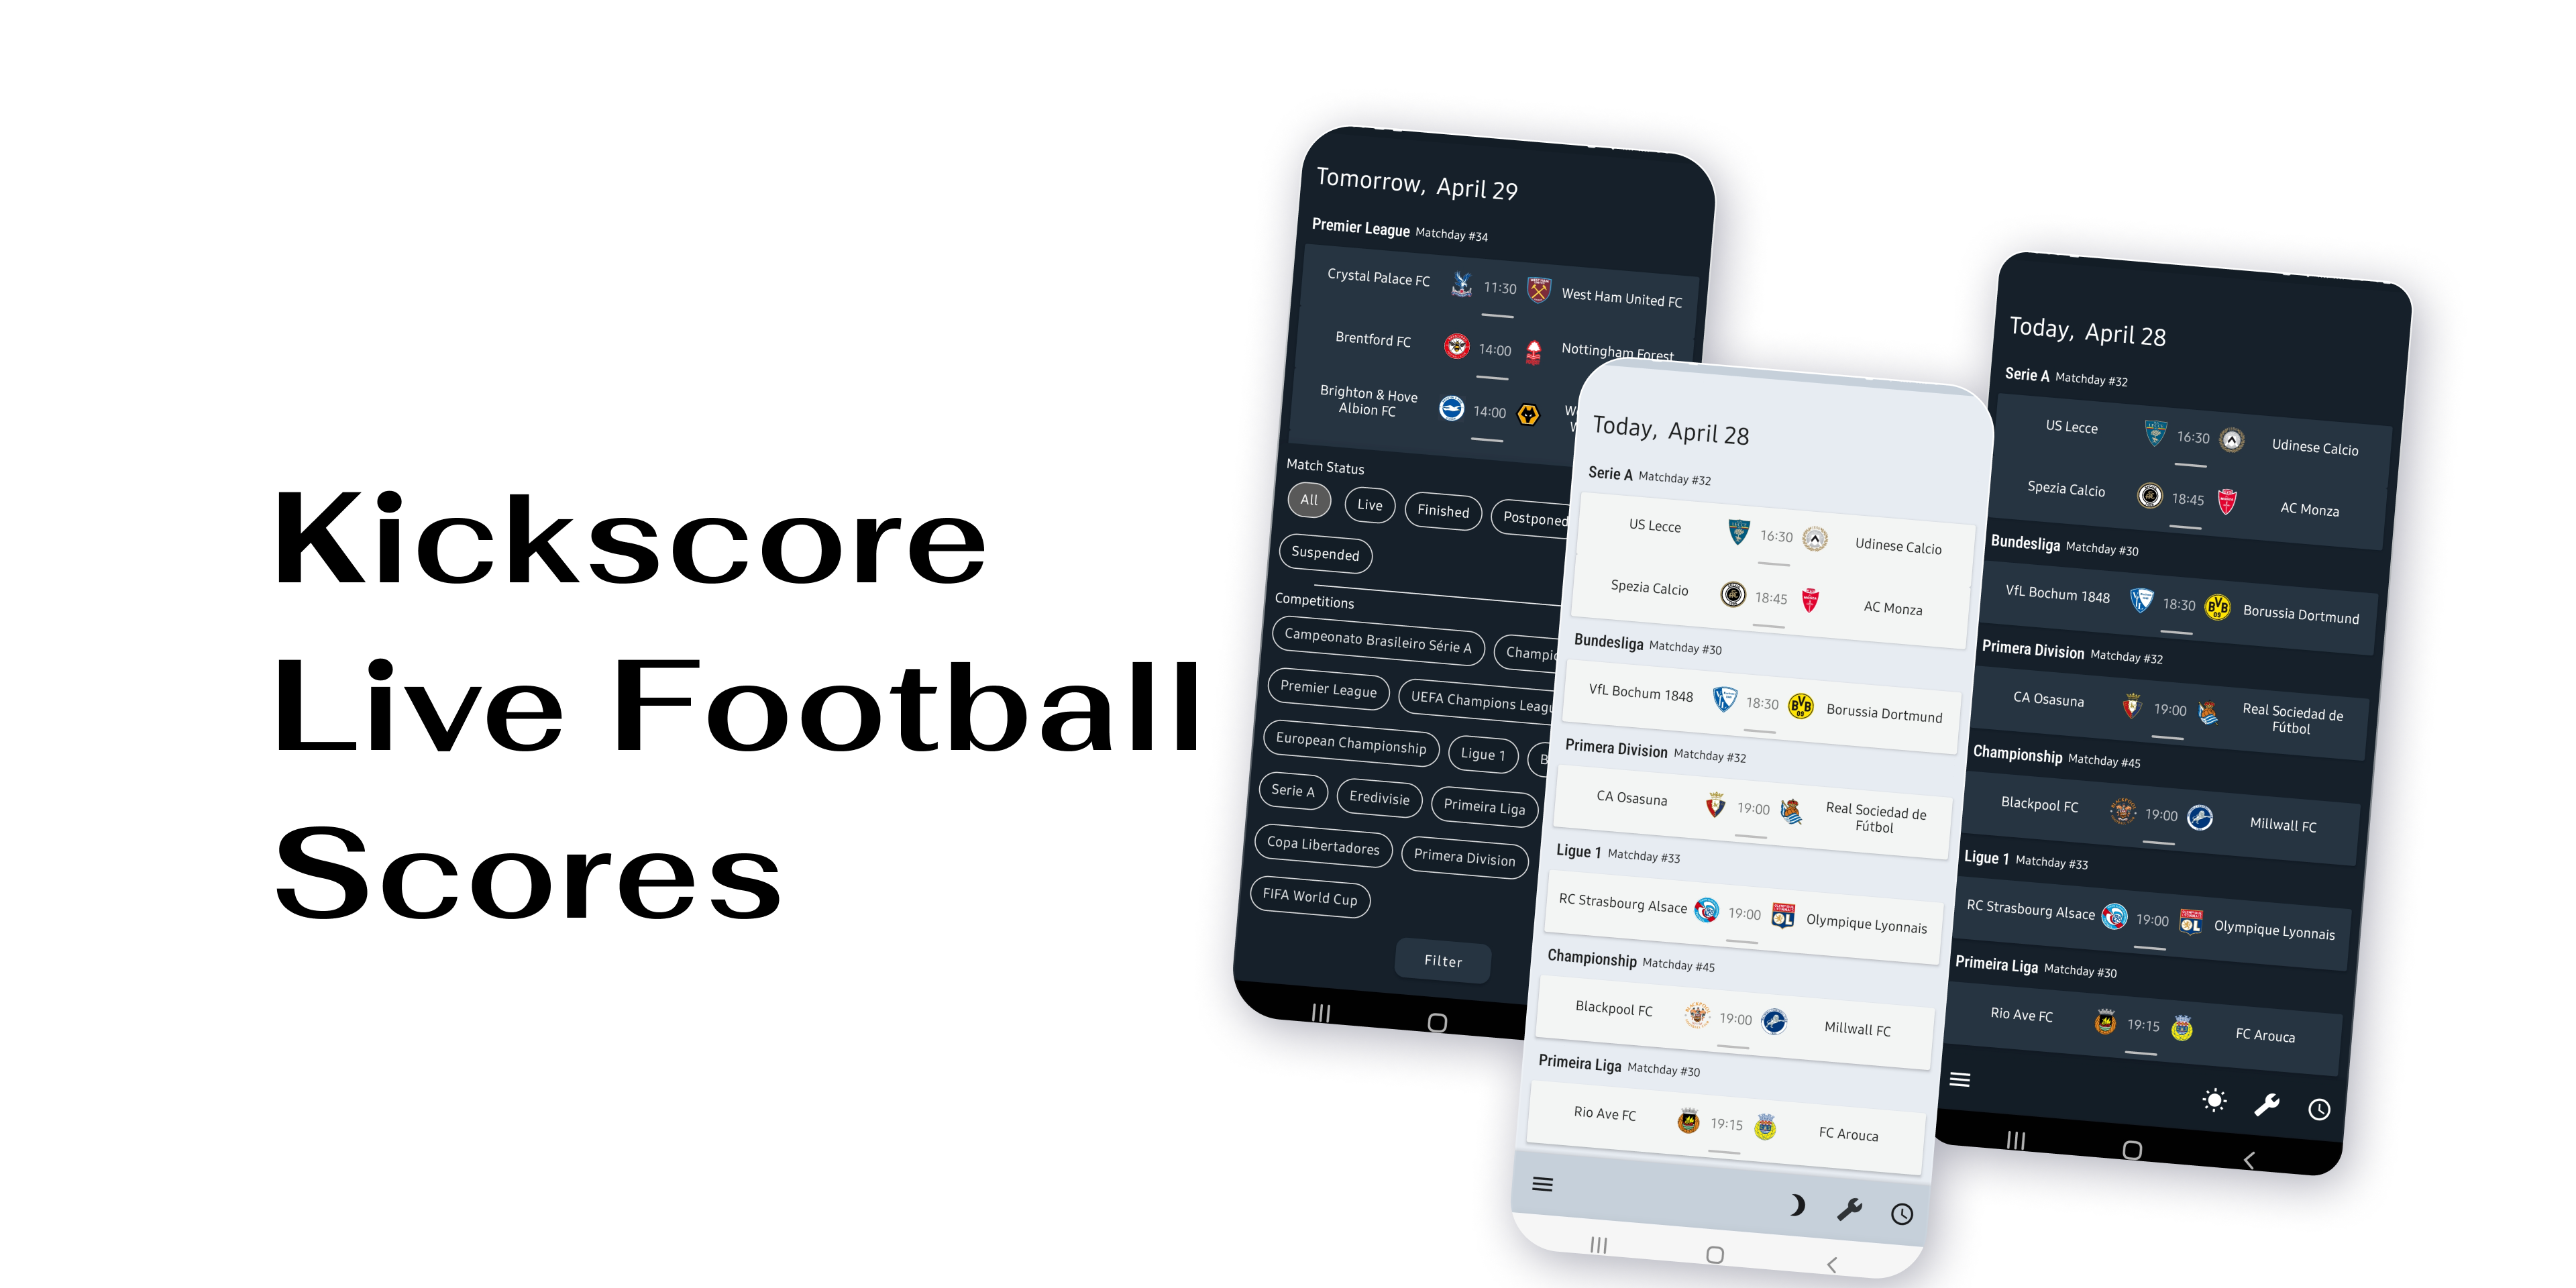 Kickscore
Live Football
Scores
Tomorrow, April 29
Premier League Matchday #34
Crystal Palace FC 11:30 West Ham United FC
Brentford FC 14:00 Nottingham Forest
Brighton & Hove
Albion FC 14:00
Match Status
All Live Finished Postponed
Suspended
Competitions
Campeonato Brasileiro Série A
Premier League UEFA Champions Leagu
European Championship Ligue 1
Serie A Eredivisie Primeira Liga
Copa Libertadores Primera Division
FIFA World Cup
Filter
Today, April 28
Serie A Matchday #32
US Lecce 16:30 Udinese Calcio
Spezia Calcio 18:45 AC Monza
Bundesliga Matchday #30
VfL Bochum 1848 18:30 Borussia Dortmund
Primera Division Matchday #32
CA Osasuna 19:00 Real Sociedad de
Fútbol
Ligue 1 Matchday #33
RC Strasbourg Alsace 19:00 Olympique Lyonnais
Championship Matchday #45
Blackpool FC 19:00 Millwall FC
Primeira Liga Matchday #30
Rio Ave FC 19:15 FC Arouca
Today, April 28
Serie A Matchday #32
US Lecce 16:30 Udinese Calcio
Spezia Calcio 18:45 AC Monza
Bundesliga Matchday #30
VfL Bochum 1848 18:30 Borussia Dortmund
Primera Division Matchday #32
CA Osasuna 19:00 Real Sociedad de
Fútbol
Championship Matchday #45
Blackpool FC 19:00 Millwall FC
Ligue 1 Matchday #33
RC Strasbourg Alsace 19:00 Olympique Lyonnais
Primeira Liga Matchday #30
Rio Ave FC 19:15 FC Arouca